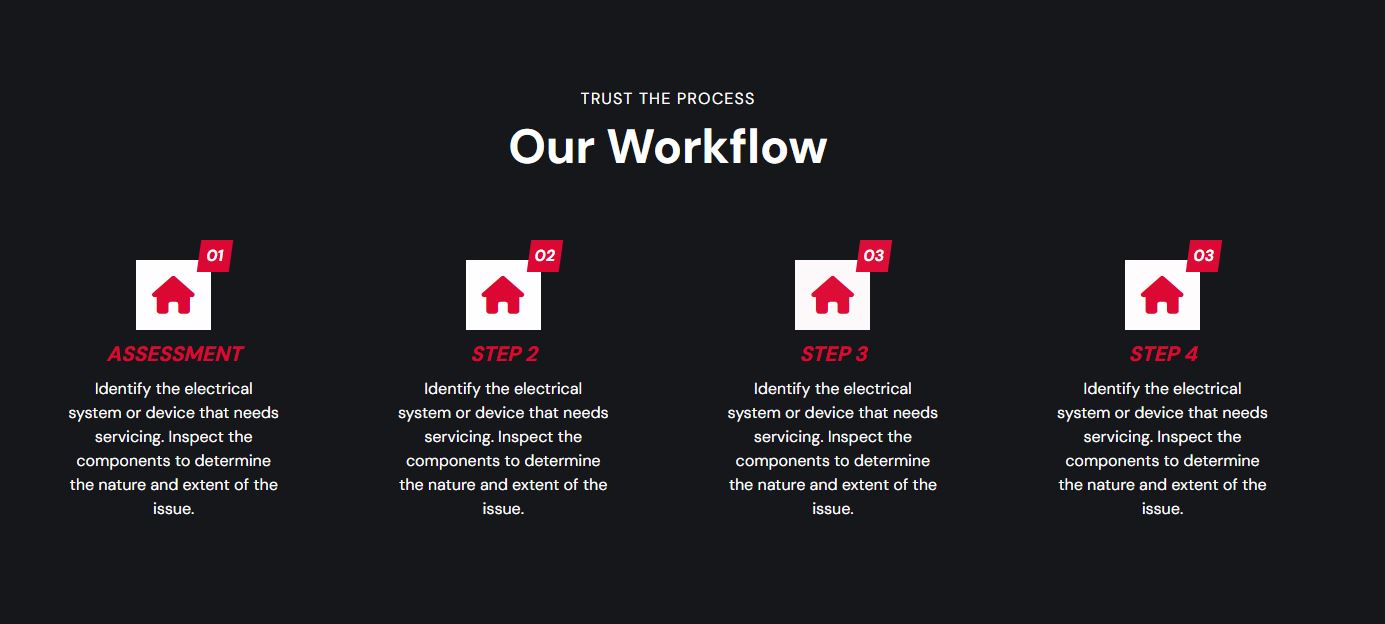 TRUST THE PROCESS
Our Workflow
01
ASSESSMENT
Identify the electrical
system or device that needs
servicing. Inspect the
components to determine
the nature and extent of the
issue.
02
STEP 2
Identify the electrical
system or device that needs
servicing. Inspect the
components to determine
the nature and extent of the
issue.
03
STEP 3
Identify the electrical
system or device that needs
servicing. Inspect the
components to determine
the nature and extent of the
issue.
03
STEP 4
Identify the electrical
system or device that needs
servicing. Inspect the
components to determine
the nature and extent of the
issue.